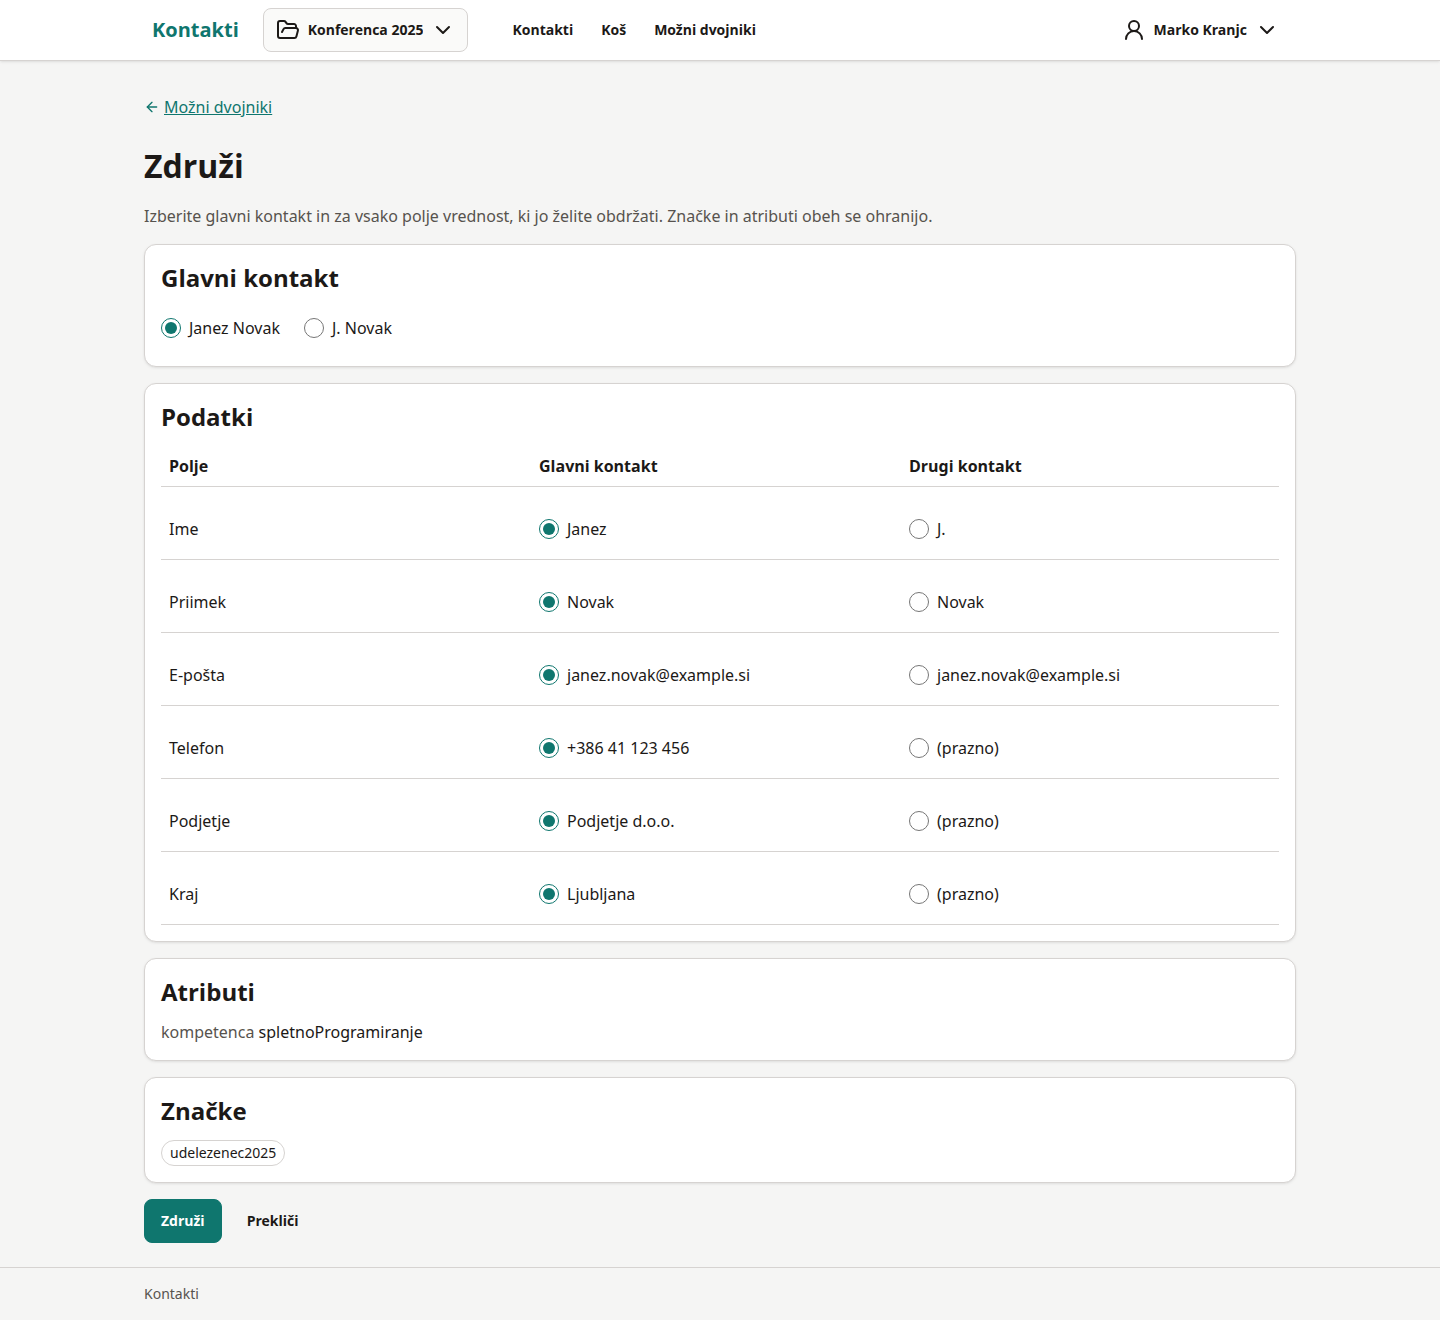 Kontakti
Konferenca 2025
Kontakti
Koš
Možni dvojniki
Marko Kranjc
Možni dvojniki
Združi
Izberite glavni kontakt in za vsako polje vrednost, ki jo želite obdržati. Značke in atributi obeh se ohranijo.
Glavni kontakt
Janez Novak
J. Novak
Podatki
Polje Glavni kontakt Drugi kontakt
Ime Janez J.
Priimek Novak Novak
E-pošta janez.novak@example.si janez.novak@example.si
Telefon +386 41 123 456 (prazno)
Podjetje Podjetje d.o.o. (prazno)
Kraj Ljubljana (prazno)
Atributi
kompetenca spletnoProgramiranje
Značke
udelezenec2025
Združi
Prekliči
Kontakti